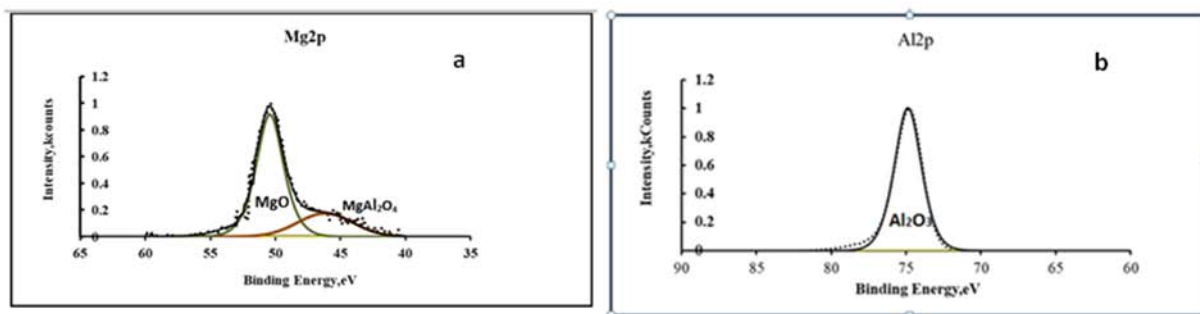 Mg2p
a
Intensity,kcounts
1.2
1
0.8
0.6
0.4
0.2
0
MgO
MgAl₂O₄
65 60 55 50 45 40 35
Binding Energy,eV
Al2p
b
Intensity,kCounts
1.2
1
0.8
0.6
0.4
0.2
0
Al₂O₃
90 85 80 75 70 65 60
Binding Energy,eV